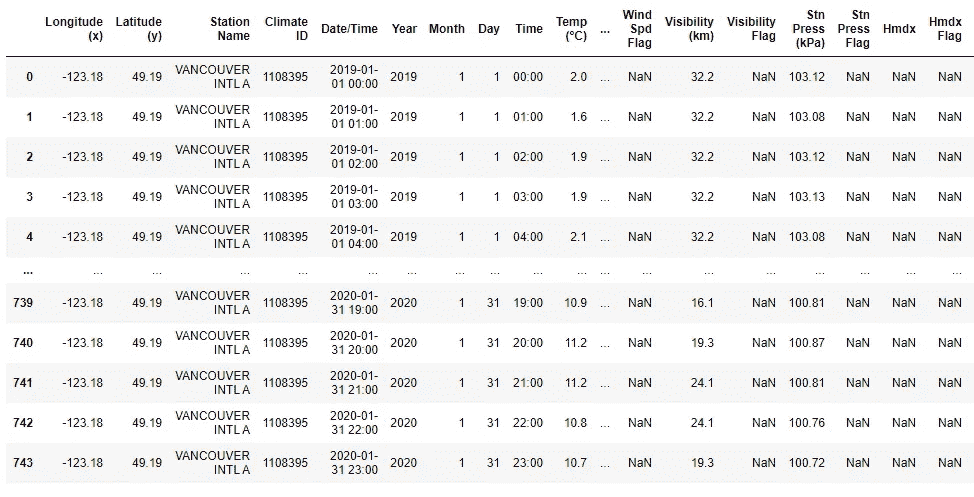 Longitude (x) Latitude (y) Station Name Climate ID Date/Time Year Month Day Time Temp (°C) ... Wind Spd Flag Visibility (km) Visibility Flag Stn Press (kPa) Stn Press Flag Hmdx Hmdx Flag
0 -123.18 49.19 VANCOUVER INTL A 1108395 2019-01-01 00:00 2019 1 1 00:00 2.0 ... NaN 32.2 NaN 103.12 NaN NaN NaN
1 -123.18 49.19 VANCOUVER INTL A 1108395 2019-01-01 01:00 2019 1 1 01:00 1.6 ... NaN 32.2 NaN 103.08 NaN NaN NaN
2 -123.18 49.19 VANCOUVER INTL A 1108395 2019-01-01 02:00 2019 1 1 02:00 1.9 ... NaN 32.2 NaN 103.12 NaN NaN NaN
3 -123.18 49.19 VANCOUVER INTL A 1108395 2019-01-01 03:00 2019 1 1 03:00 1.9 ... NaN 32.2 NaN 103.13 NaN NaN NaN
4 -123.18 49.19 VANCOUVER INTL A 1108395 2019-01-01 04:00 2019 1 1 04:00 2.1 ... NaN 32.2 NaN 103.08 NaN NaN NaN
... ... ... ... ... ... ... ... ... ... ... ... ... ... ... ... ... ... ...
739 -123.18 49.19 VANCOUVER INTL A 1108395 2020-01-31 19:00 2020 1 31 19:00 10.9 ... NaN 16.1 NaN 100.81 NaN NaN NaN
740 -123.18 49.19 VANCOUVER INTL A 1108395 2020-01-31 20:00 2020 1 31 20:00 11.2 ... NaN 19.3 NaN 100.87 NaN NaN NaN
741 -123.18 49.19 VANCOUVER INTL A 1108395 2020-01-31 21:00 2020 1 31 21:00 11.2 ... NaN 24.1 NaN 100.81 NaN NaN NaN
742 -123.18 49.19 VANCOUVER INTL A 1108395 2020-01-31 22:00 2020 1 31 22:00 10.8 ... NaN 24.1 NaN 100.76 NaN NaN NaN
743 -123.18 49.19 VANCOUVER INTL A 1108395 2020-01-31 23:00 2020 1 31 23:00 10.7 ... NaN 19.3 NaN 100.72 NaN NaN NaN